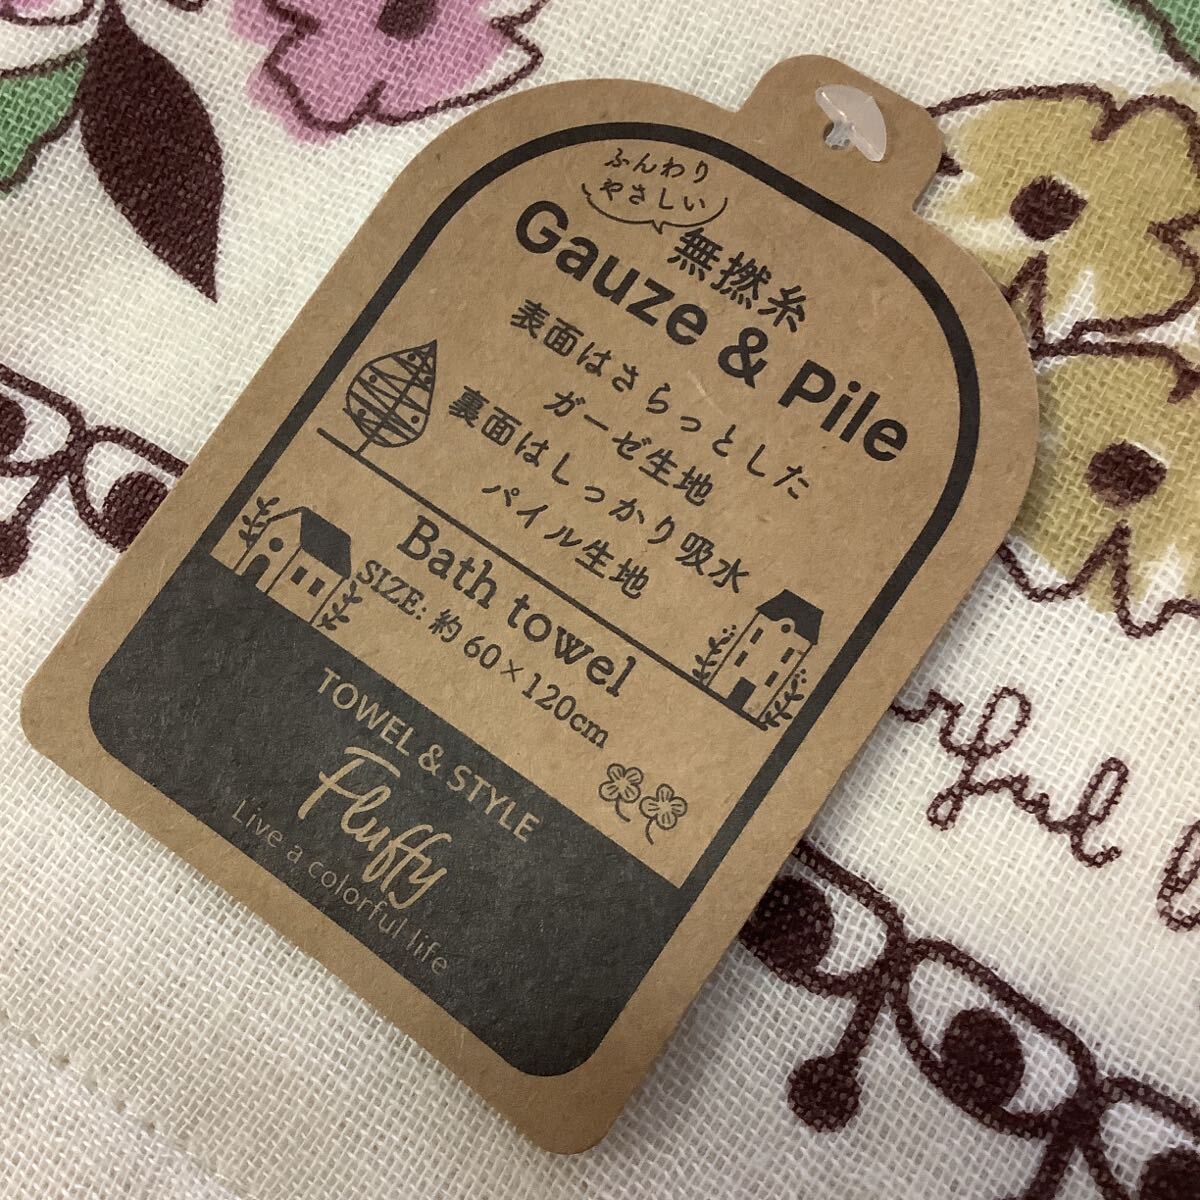 ふんわり
やさしい
無撚糸
Gauze & Pile
表面はさらっとした
ガーゼ生地
裏面はしっかり吸水
パイル生地
Bath towel
SIZE: 約 60×120cm
TOWEL & STYLE
Fluffy
Live a colorful life
rful l